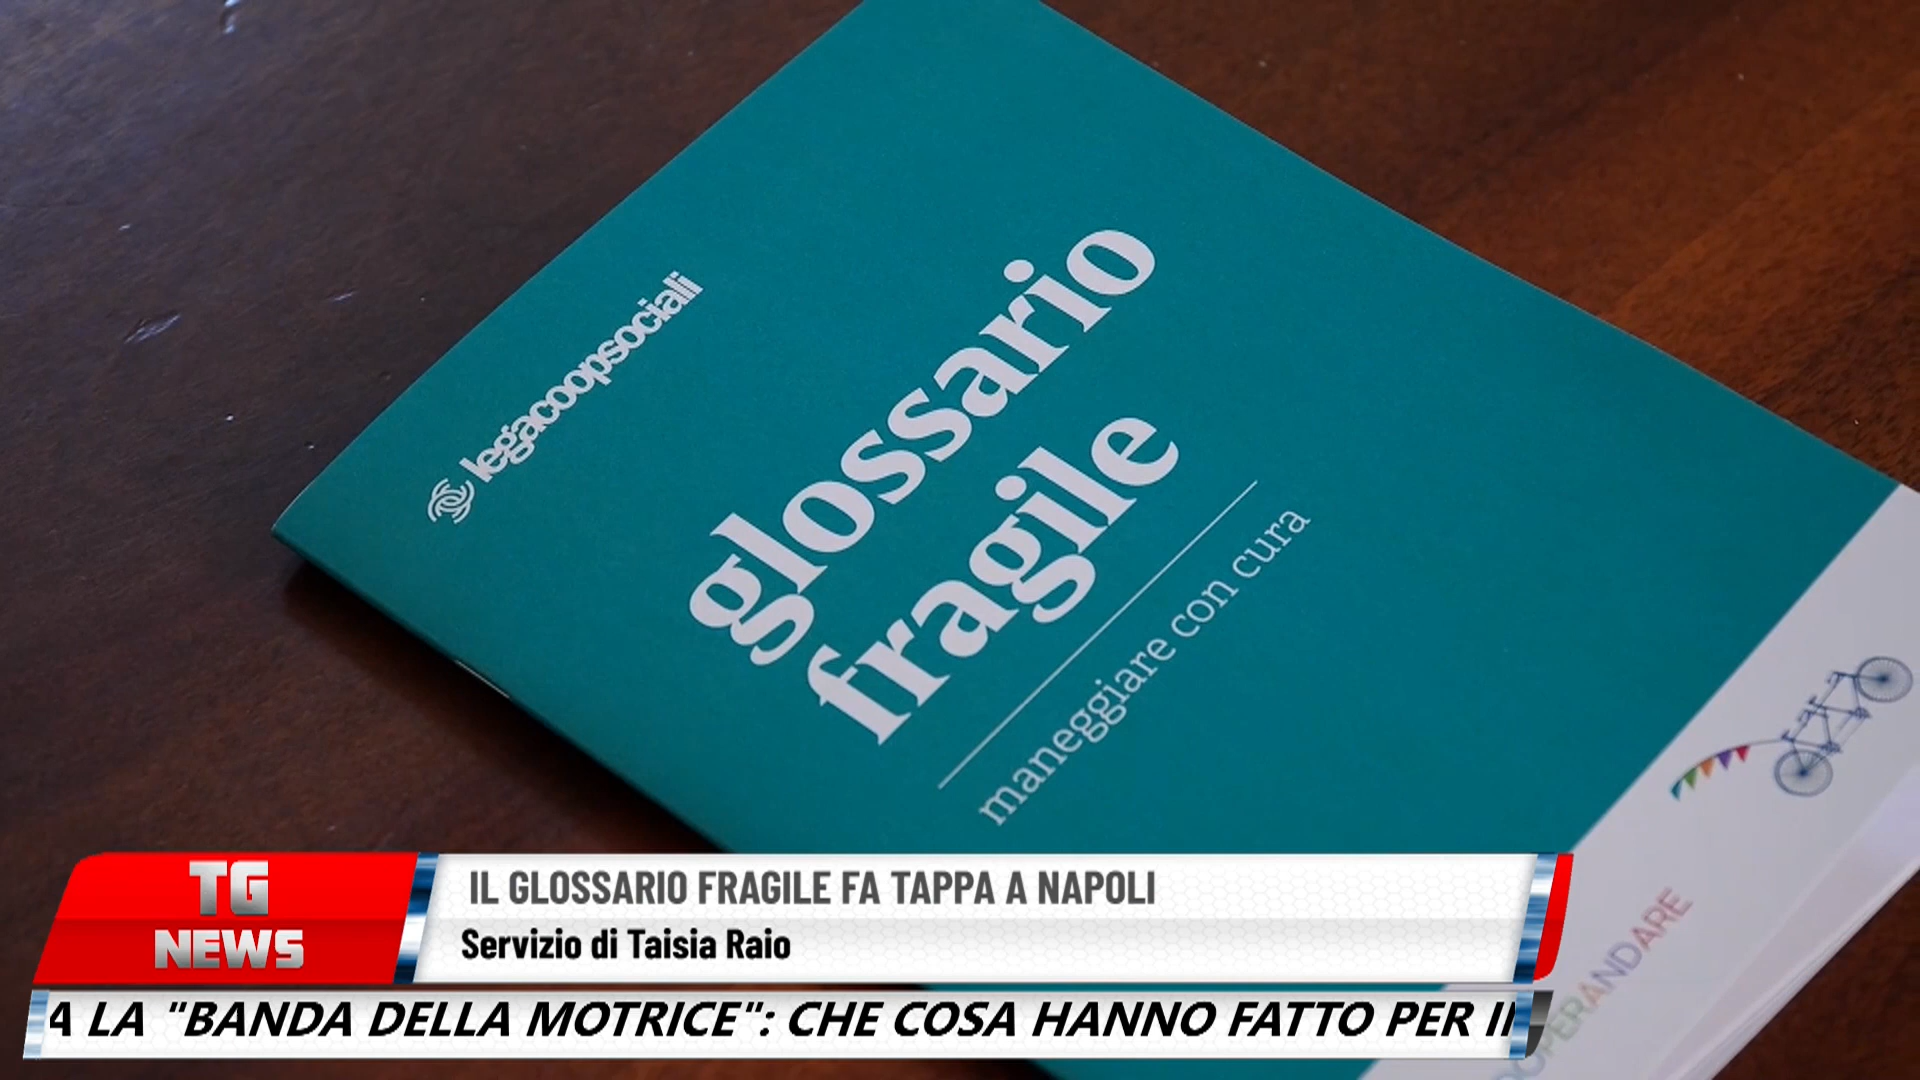 legacoopsociali
glossario
fragile
maneggiare con cura
TG
NEWS
IL GLOSSARIO FRAGILE FA TAPPA A NAPOLI
Servizio di Taisia Raio
LA "BANDA DELLA MOTRICE": CHE COSA HANNO FATTO PER